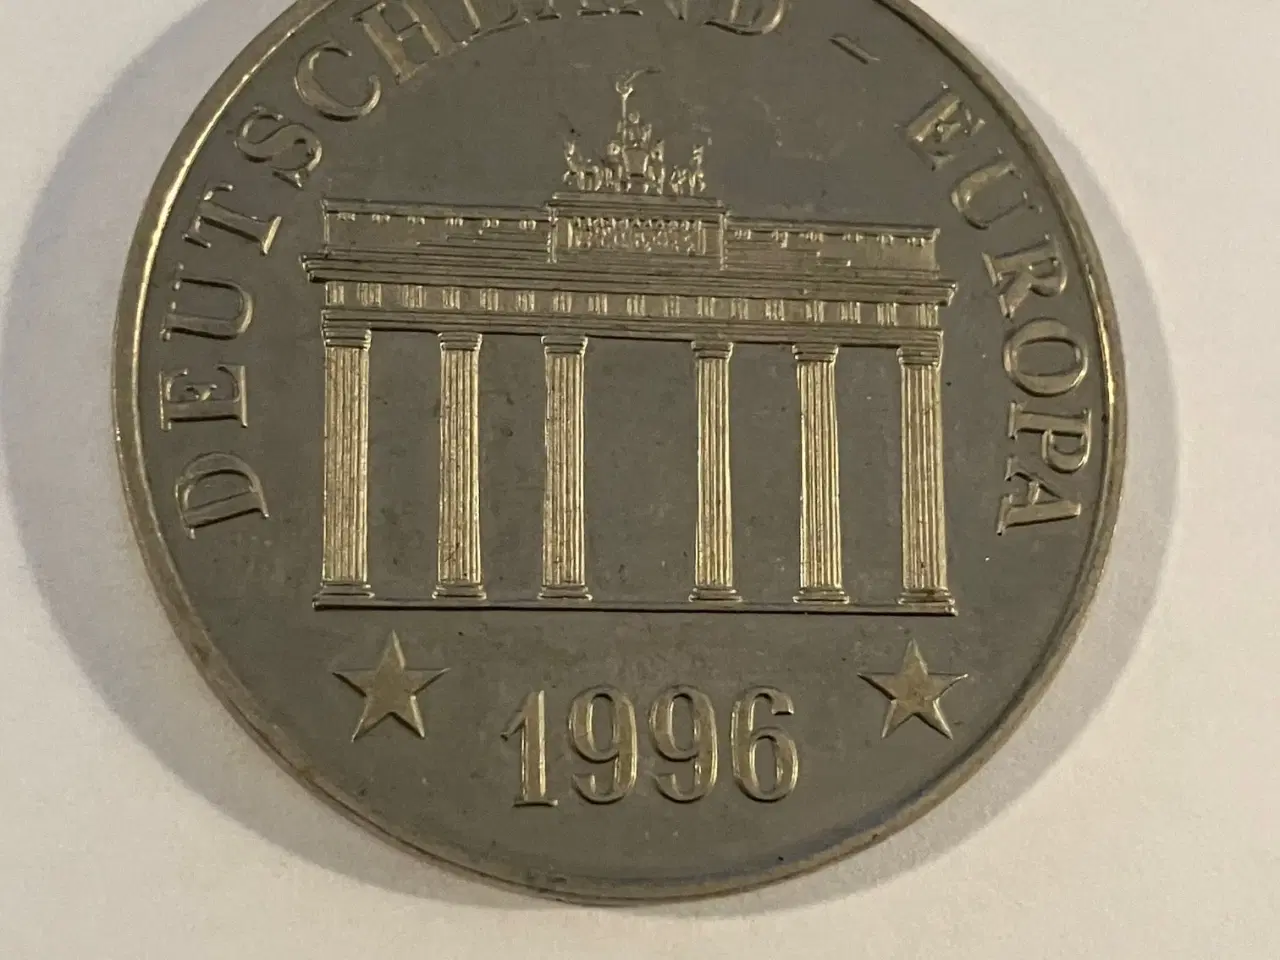 DEUTSCHLAND - EUROPA
1996